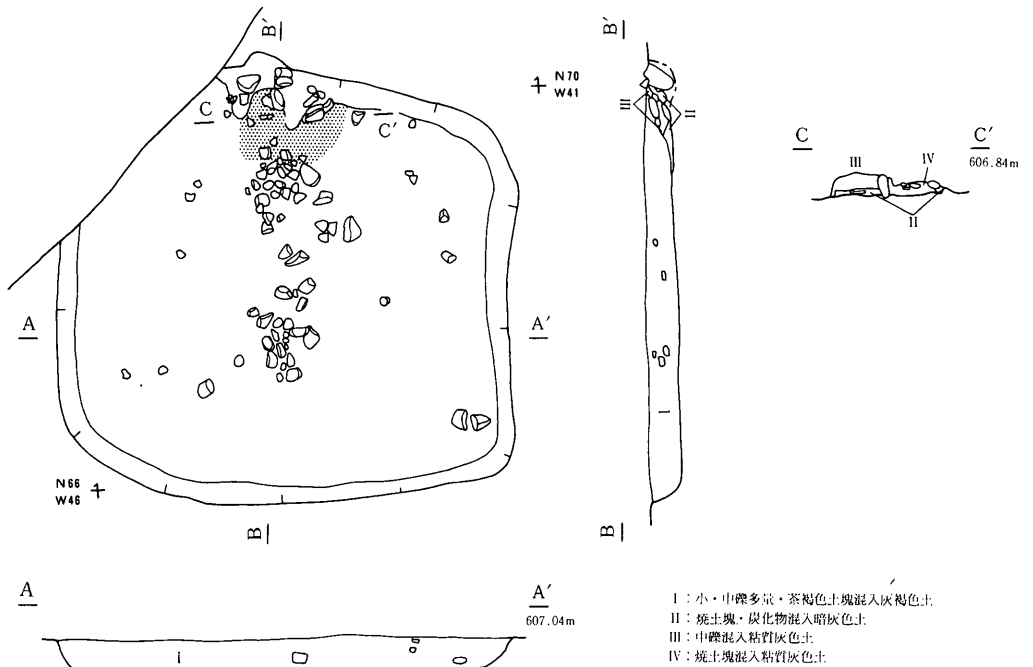 B'
B'
N70
W41
III
II
C
C'
C
C'
606.84m
III
IV
II
A
A'
I
N66
W46
B
B
A
A'
607.04m
I
I：小・中礫多量・茶褐色土塊混入灰褐色土
II：焼土塊・炭化物混入暗灰色土
III：中礫混入粘質灰色土
IV：焼土塊混入粘質灰色土